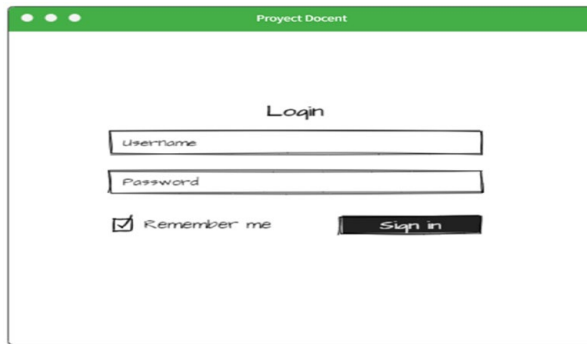 Proyect Docent
Login
Username
Password
Remember me
Sign in